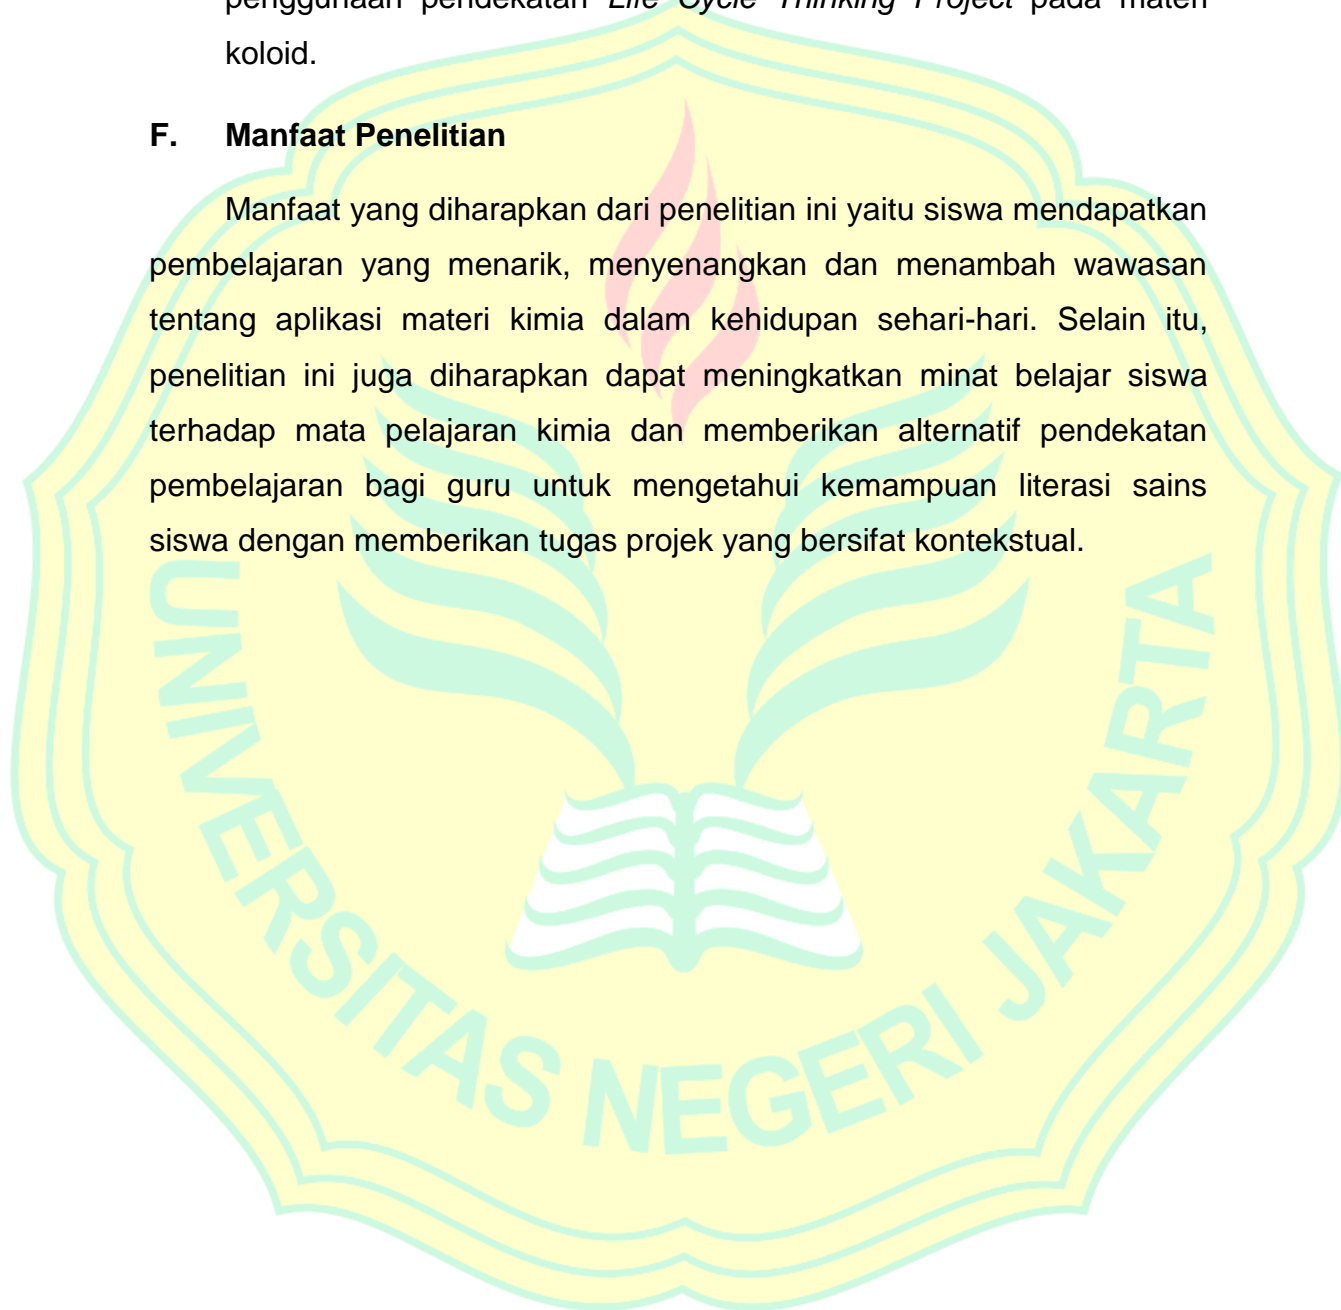 penggunaan pendekatan Life Cycle Thinking Project pada materi
koloid.
F. Manfaat Penelitian
Manfaat yang diharapkan dari penelitian ini yaitu siswa mendapatkan
pembelajaran yang menarik, menyenangkan dan menambah wawasan
tentang aplikasi materi kimia dalam kehidupan sehari-hari. Selain itu,
penelitian ini juga diharapkan dapat meningkatkan minat belajar siswa
terhadap mata pelajaran kimia dan memberikan alternatif pendekatan
pembelajaran bagi guru untuk mengetahui kemampuan literasi sains
siswa dengan memberikan tugas projek yang bersifat kontekstual.
UNIVERSITAS NEGERI JAKARTA